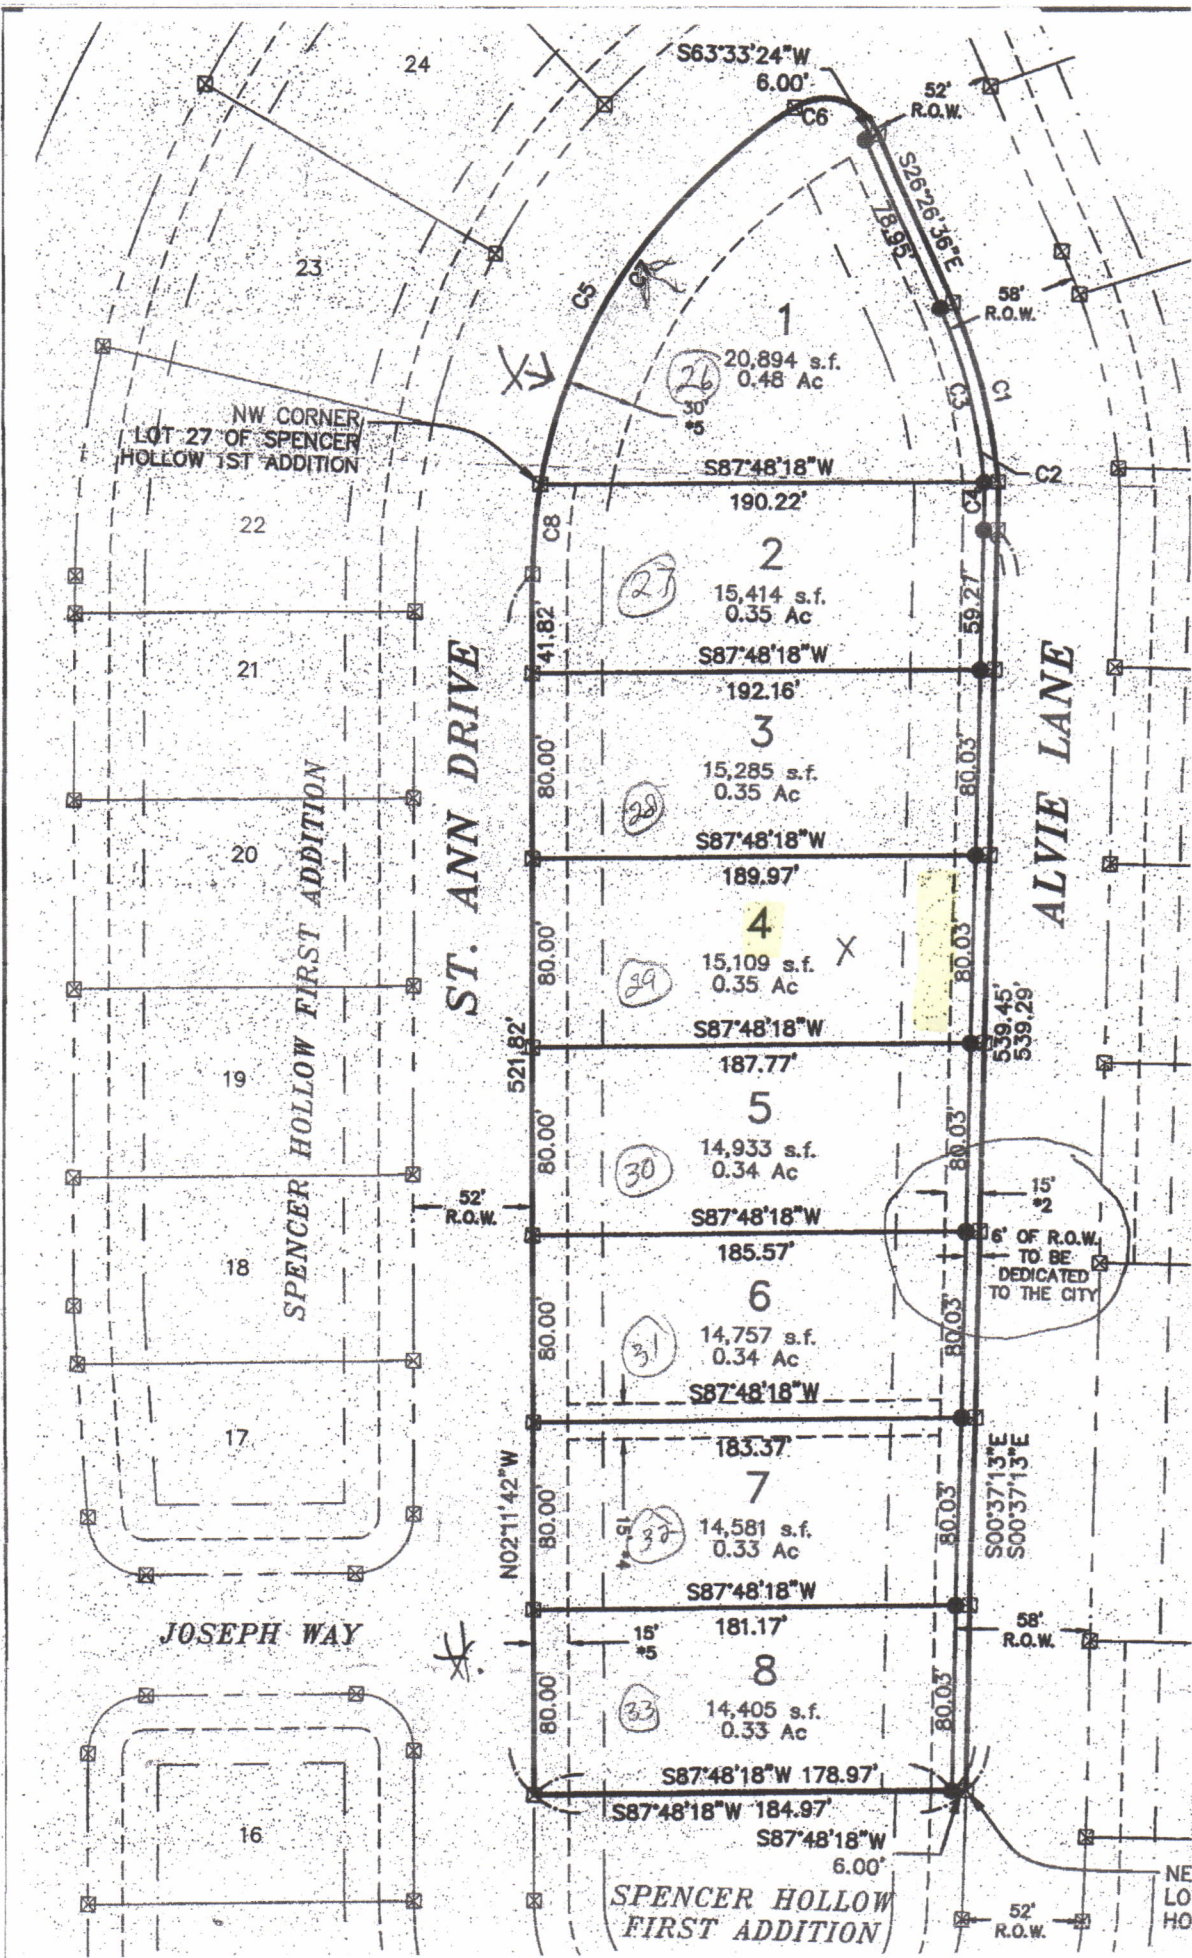 24
S63°33'24"W
6.00'
C6
52'
R.O.W.
S26°26'36"E
78.95'
23
C5
58'
R.O.W.
1
20,894 s.f.
0.48 Ac
26
30'
*5
C3
C1
NW CORNER
LOT 27 OF SPENCER
HOLLOW 1ST ADDITION
S87°48'18"W
190.22'
C2
C4
C8
22
2
15,414 s.f.
0.35 Ac
27
59.27'
41.82'
S87°48'18"W
192.16'
21
ST. ANN DRIVE
ALVIE LANE
3
15,285 s.f.
0.35 Ac
28
80.00'
80.03'
S87°48'18"W
189.97'
20
SPENCER HOLLOW FIRST ADDITION
4
X
15,109 s.f.
0.35 Ac
29
80.00'
80.03'
539.45'
539.29'
S87°48'18"W
187.77'
521.82'
19
5
14,933 s.f.
0.34 Ac
30
80.00'
80.03'
15'
*2
52'
R.O.W.
S87°48'18"W
185.57'
6' OF R.O.W.
TO BE
DEDICATED
TO THE CITY
18
6
14,757 s.f.
0.34 Ac
31
80.00'
80.03'
S87°48'18"W
183.37'
17
7
14,581 s.f.
0.33 Ac
32
15'
*4
N02°11'42"W
80.00'
80.03'
S00°37'13"E
S00°37'13"E
S87°48'18"W
181.17'
JOSEPH WAY
15'
*5
58'
R.O.W.
8
14,405 s.f.
0.33 Ac
33
80.00'
80.03'
S87°48'18"W 178.97'
S87°48'18"W 184.97'
S87°48'18"W
6.00'
16
NE
LO
HO
SPENCER HOLLOW
FIRST ADDITION
52'
R.O.W.